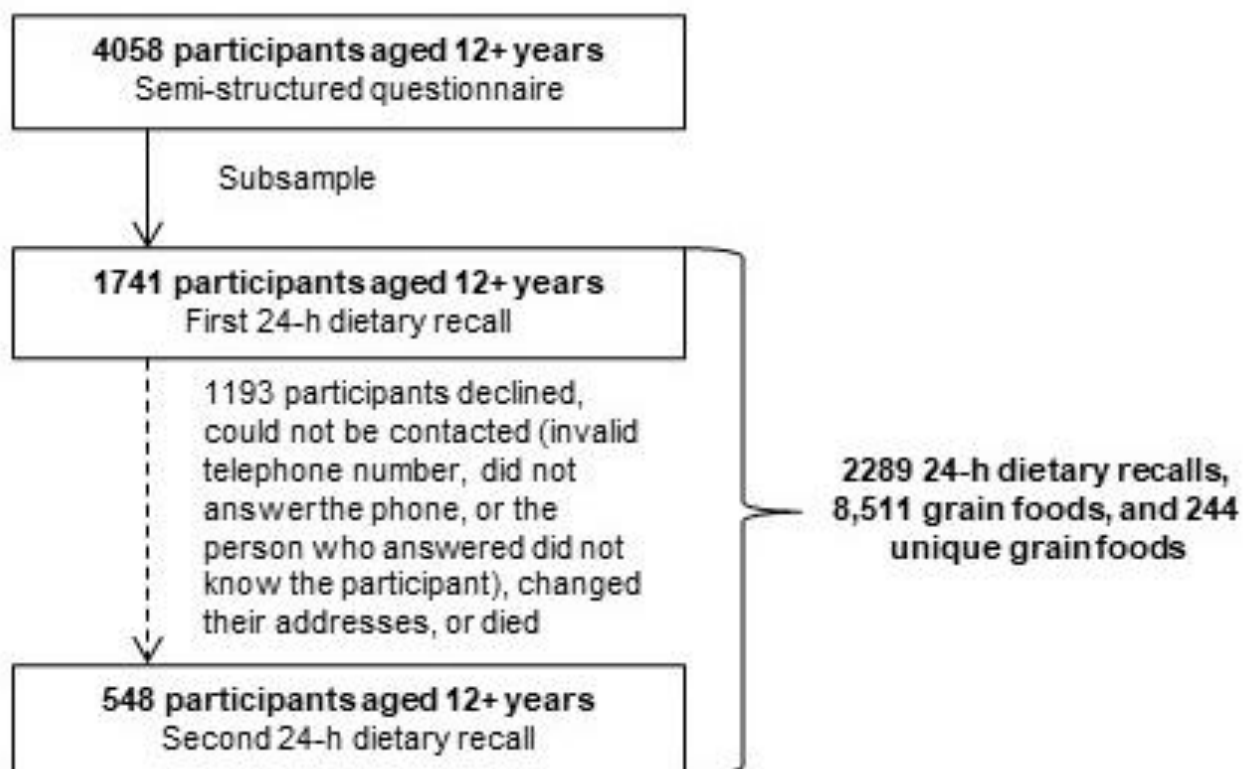 4058 participants aged 12+ years
Semi-structured questionnaire
Subsample
1741 participants aged 12+ years
First 24-h dietary recall
1193 participants declined,
could not be contacted (invalid
telephone number, did not
answerthe phone, or the
person who answered did not
know the participant), changed
their addresses, or died
2289 24-h dietary recalls,
8,511 grain foods, and 244
unique grain foods
548 participants aged 12+ years
Second 24-h dietary recall